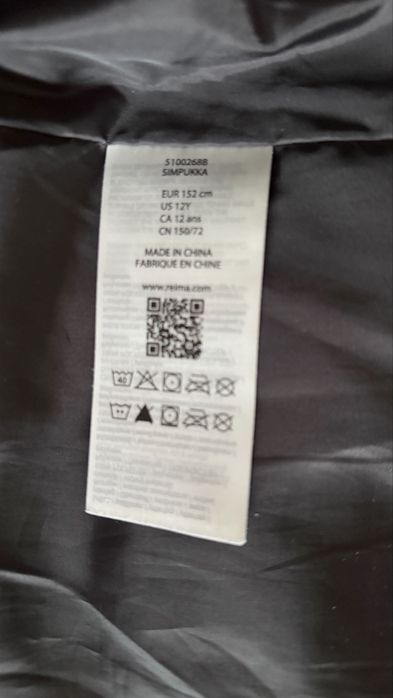 5100268B
SIMPUKKA
EUR 152 cm
US 12Y
CA 12 ans
CN 150/72
MADE IN CHINA
FABRIQUE EN CHINE
www.reima.com
40